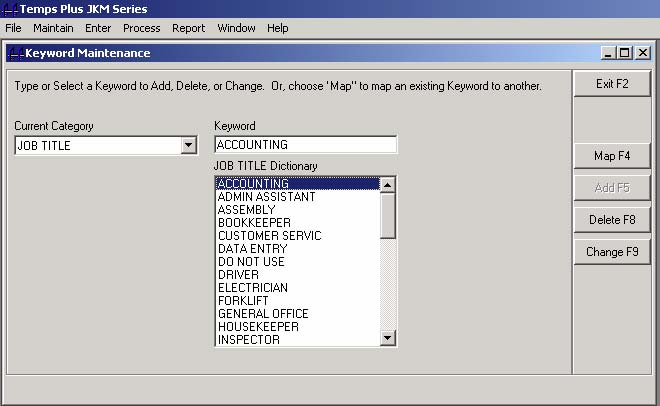 Temps Plus JKM Series
File Maintain Enter Process Report Window Help
Keyword Maintenance
Type or Select a Keyword to Add, Delete, or Change. Or, choose "Map" to map an existing Keyword to another.
Exit F2
Current Category
Keyword
JOB TITLE
ACCOUNTING
JOB TITLE Dictionary
ACCOUNTING
ADMIN ASSISTANT
ASSEMBLY
BOOKKEEPER
CUSTOMER SERVIC
DATA ENTRY
DO NOT USE
DRIVER
ELECTRICIAN
FORKLIFT
GENERAL OFFICE
HOUSEKEEPER
INSPECTOR
Map F4
Add F5
Delete F8
Change F9